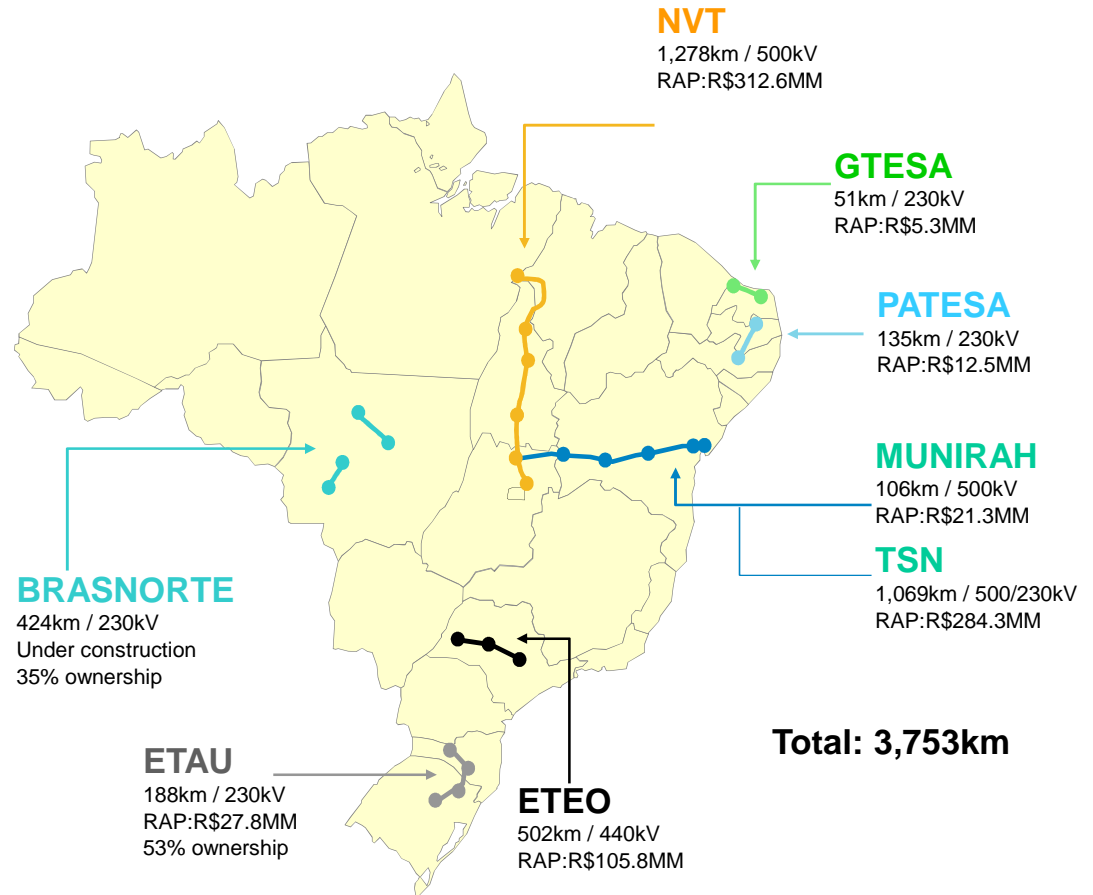 NVT
1,278km / 500kV
RAP:R$312.6MM
GTESA
51km / 230kV
RAP:R$5.3MM
PATESA
135km / 230kV
RAP:R$12.5MM
MUNIRAH
106km / 500kV
RAP:R$21.3MM
TSN
1,069km / 500/230kV
RAP:R$284.3MM
BRASNORTE
424km / 230kV
Under construction
35% ownership
ETAU
188km / 230kV
RAP:R$27.8MM
53% ownership
ETEO
502km / 440kV
RAP:R$105.8MM
Total: 3,753km